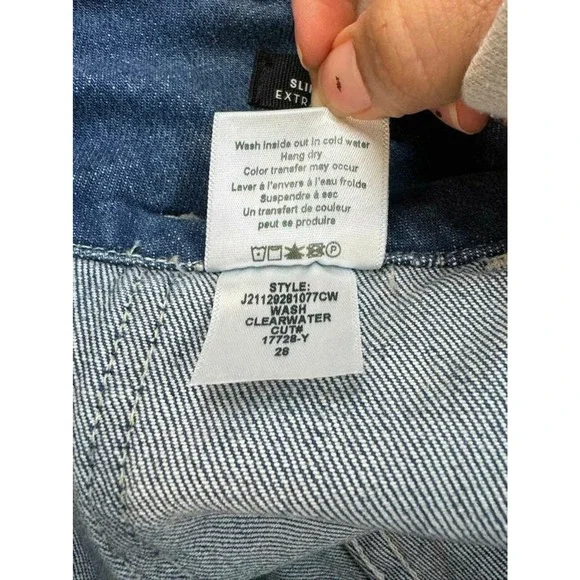 SLI
EXTR
Wash inside out in cold water
Hang dry
Color transfer may occur
Laver à l'envers à l'eau froide
Suspendre à sec
Un transfert de couleur
peut se produire
P
STYLE:
J21129281077CW
WASH
CLEARWATER
CUT#
17728-Y
28